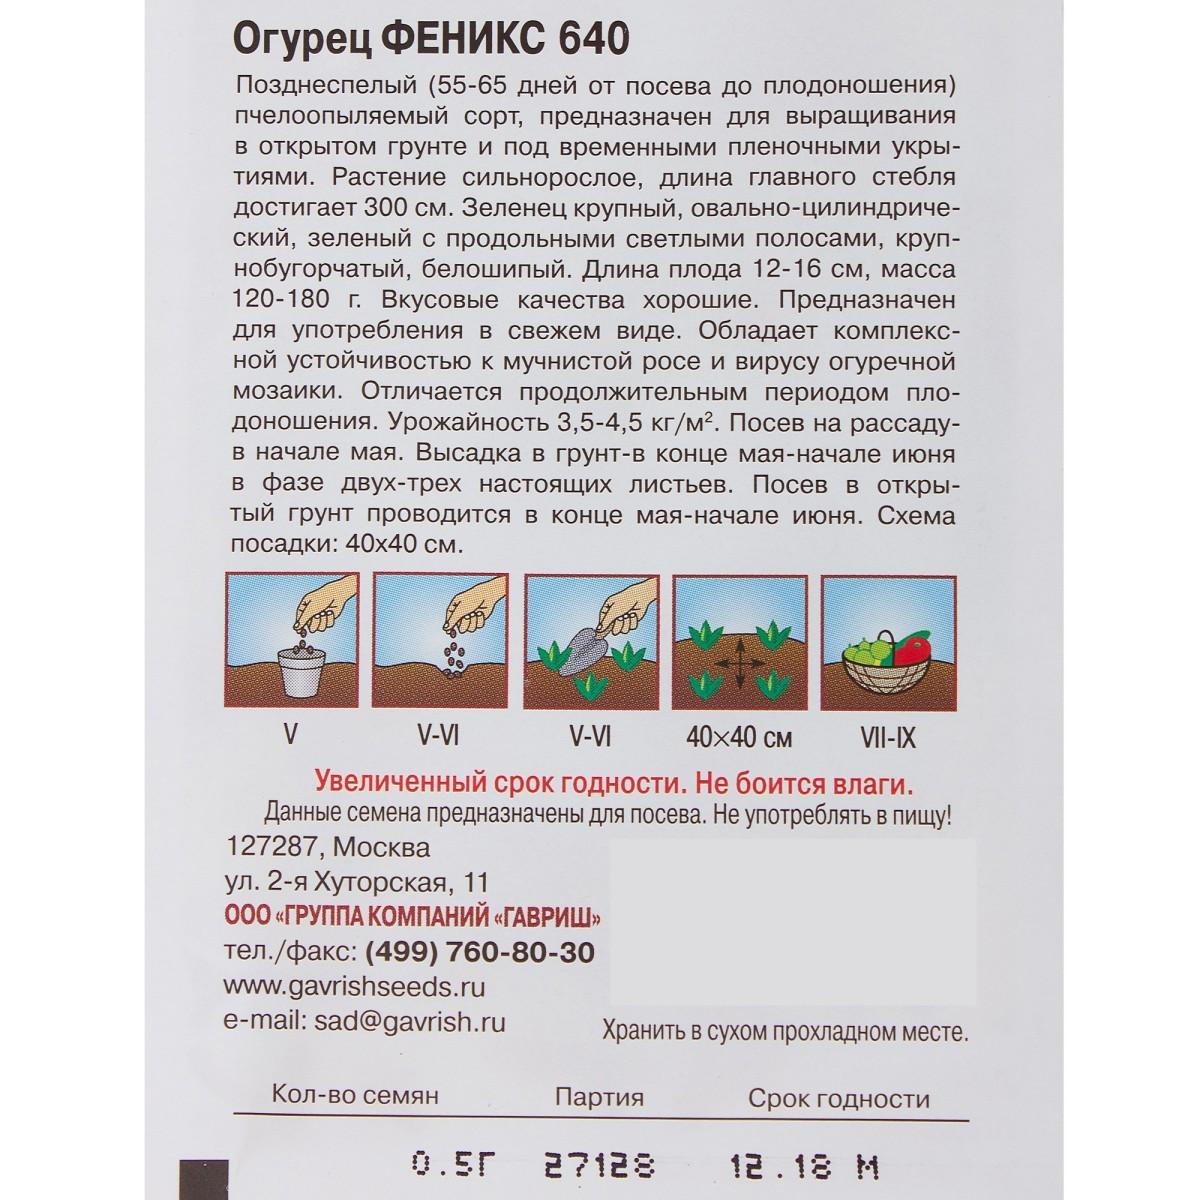 Огурец ФЕНИКС 640
Позднеспелый (55-65 дней от посева до плодоношения)
пчелоопыляемый сорт, предназначен для выращивания
в открытом грунте и под временными пленочными укры-
тиями. Растение сильнорослое, длина главного стебля
достигает 300 см. Зеленец крупный, овально-цилиндриче-
ский, зеленый с продольными светлыми полосами, круп-
нобугорчатый, белошипый. Длина плода 12-16 см, масса
120-180 г. Вкусовые качества хорошие. Предназначен
для употребления в свежем виде. Обладает комплекс-
ной устойчивостью к мучнистой росе и вирусу огуречной
мозаики. Отличается продолжительным периодом пло-
доношения. Урожайность 3,5-4,5 кг/м². Посев на рассаду-
в начале мая. Высадка в грунт-в конце мая-начале июня
в фазе двух-трех настоящих листьев. Посев в откры-
тый грунт проводится в конце мая-начале июня. Схема
посадки: 40х40 см.
V V-VI V-VI 40×40 см VII-IX
Увеличенный срок годности. Не боится влаги.
Данные семена предназначены для посева. Не употреблять в пищу!
127287, Москва
ул. 2-я Хуторская, 11
ООО «ГРУППА КОМПАНИЙ «ГАВРИШ»
тел./факс: (499) 760-80-30
www.gavrishseeds.ru
e-mail: sad@gavrish.ru
Хранить в сухом прохладном месте.
Кол-во семян Партия Срок годности
0.5Г 27128 12.18 М